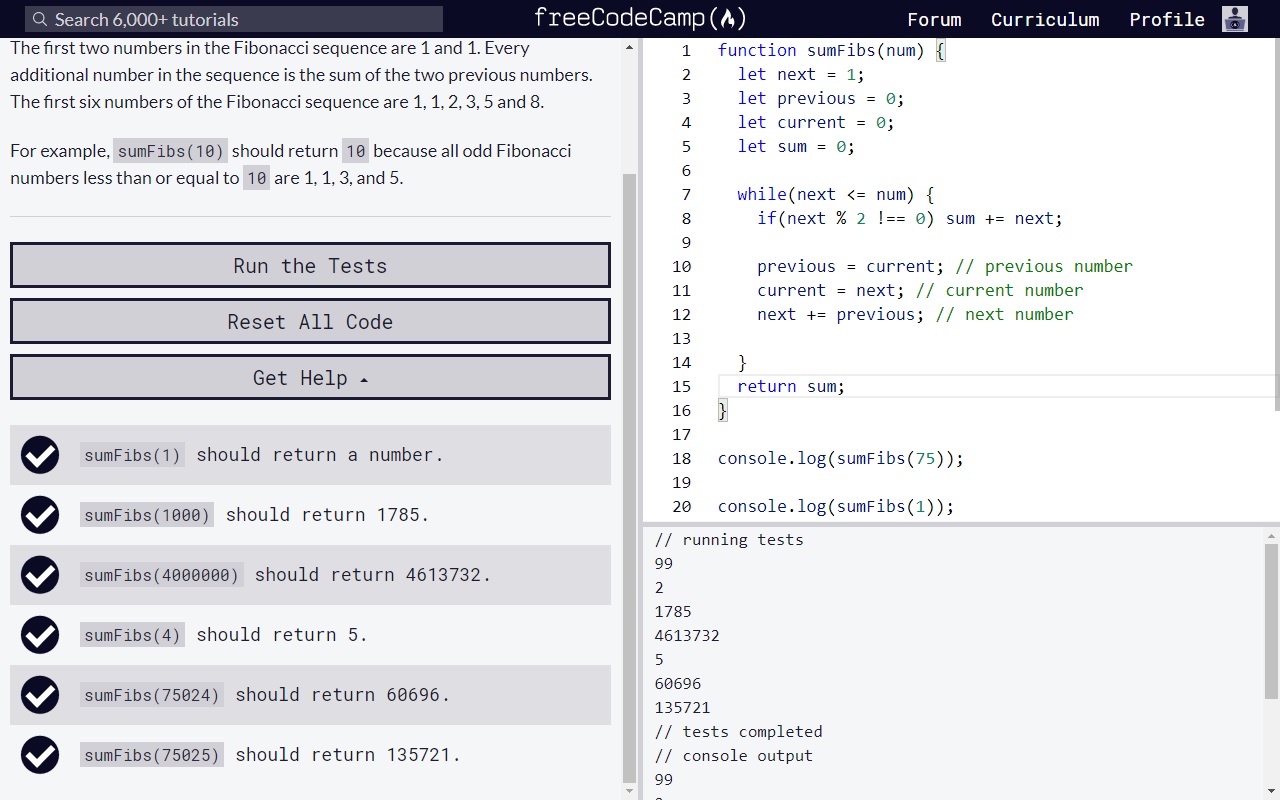 Search 6,000+ tutorials
freeCodeCamp
Forum Curriculum Profile
The first two numbers in the Fibonacci sequence are 1 and 1. Every
additional number in the sequence is the sum of the two previous numbers.
The first six numbers of the Fibonacci sequence are 1, 1, 2, 3, 5 and 8.
For example, sumFibs(10) should return 10 because all odd Fibonacci
numbers less than or equal to 10 are 1, 1, 3, and 5.
Run the Tests
Reset All Code
Get Help
sumFibs(1) should return a number.
sumFibs(1000) should return 1785.
sumFibs(4000000) should return 4613732.
sumFibs(4) should return 5.
sumFibs(75024) should return 60696.
sumFibs(75025) should return 135721.
1 function sumFibs(num) {
2 let next = 1;
3 let previous = 0;
4 let current = 0;
5 let sum = 0;
6
7 while(next <= num) {
8 if(next % 2 !== 0) sum += next;
9
10 previous = current; // previous number
11 current = next; // current number
12 next += previous; // next number
13
14 }
15 return sum;
16 }
17
18 console.log(sumFibs(75));
19
20 console.log(sumFibs(1));
// running tests
99
2
1785
4613732
5
60696
135721
// tests completed
// console output
99